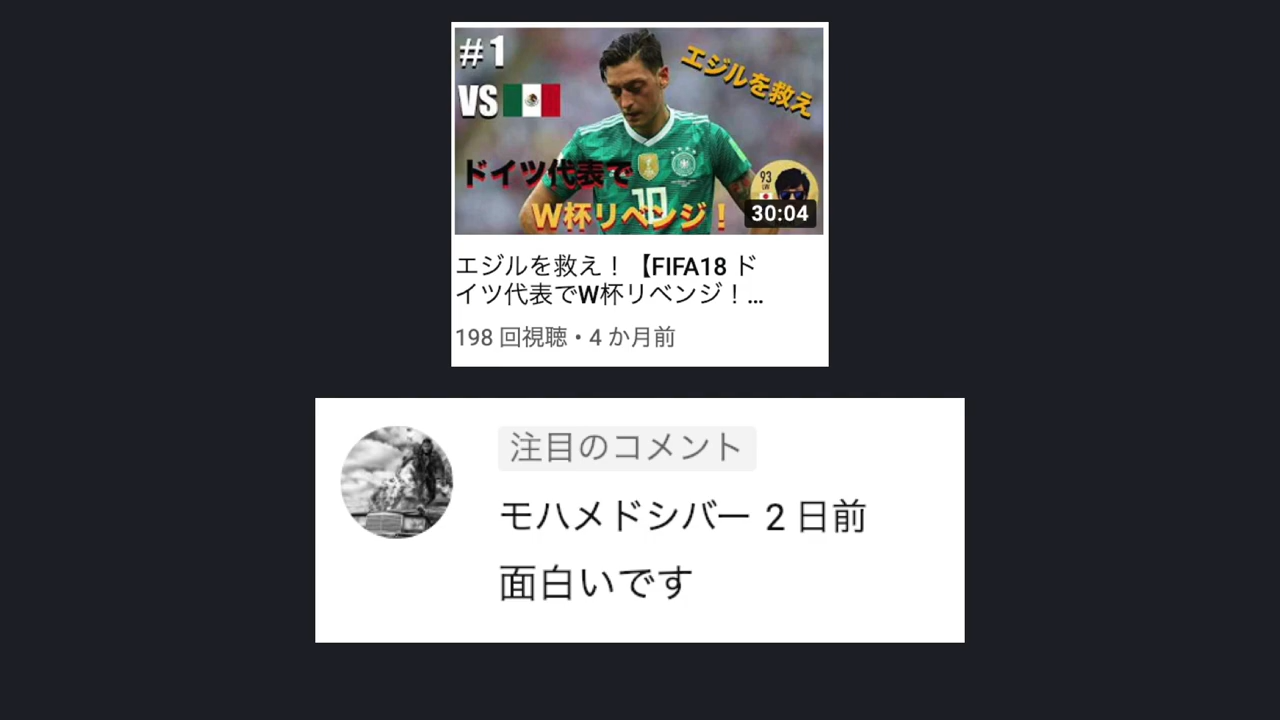 #1
エジルを救え
VS
ドイツ代表で
10
W杯リベンジ！
93
LW
30:04
エジルを救え！【FIFA18 ド
イツ代表でW杯リベンジ！...
198 回視聴・4 か月前
注目のコメント
モハメドシバー 2 日前
面白いです